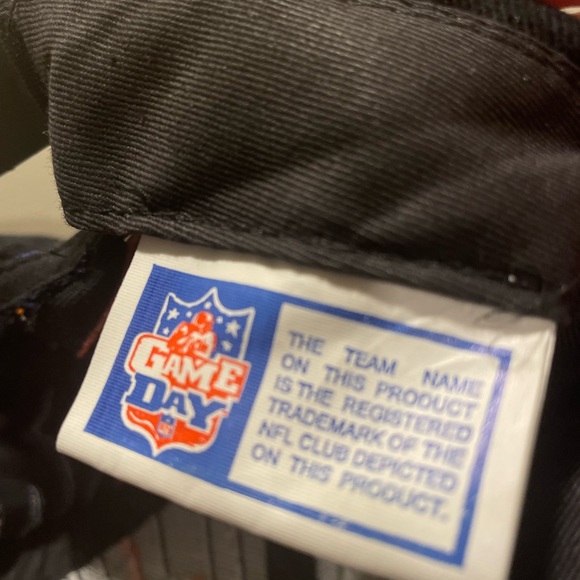 GAME
DAY
THE TEAM NAME
ON THIS PRODUCT
IS THE REGISTERED
TRADEMARK OF THE
NFL CLUB DEPICTED
ON THIS PRODUCT.